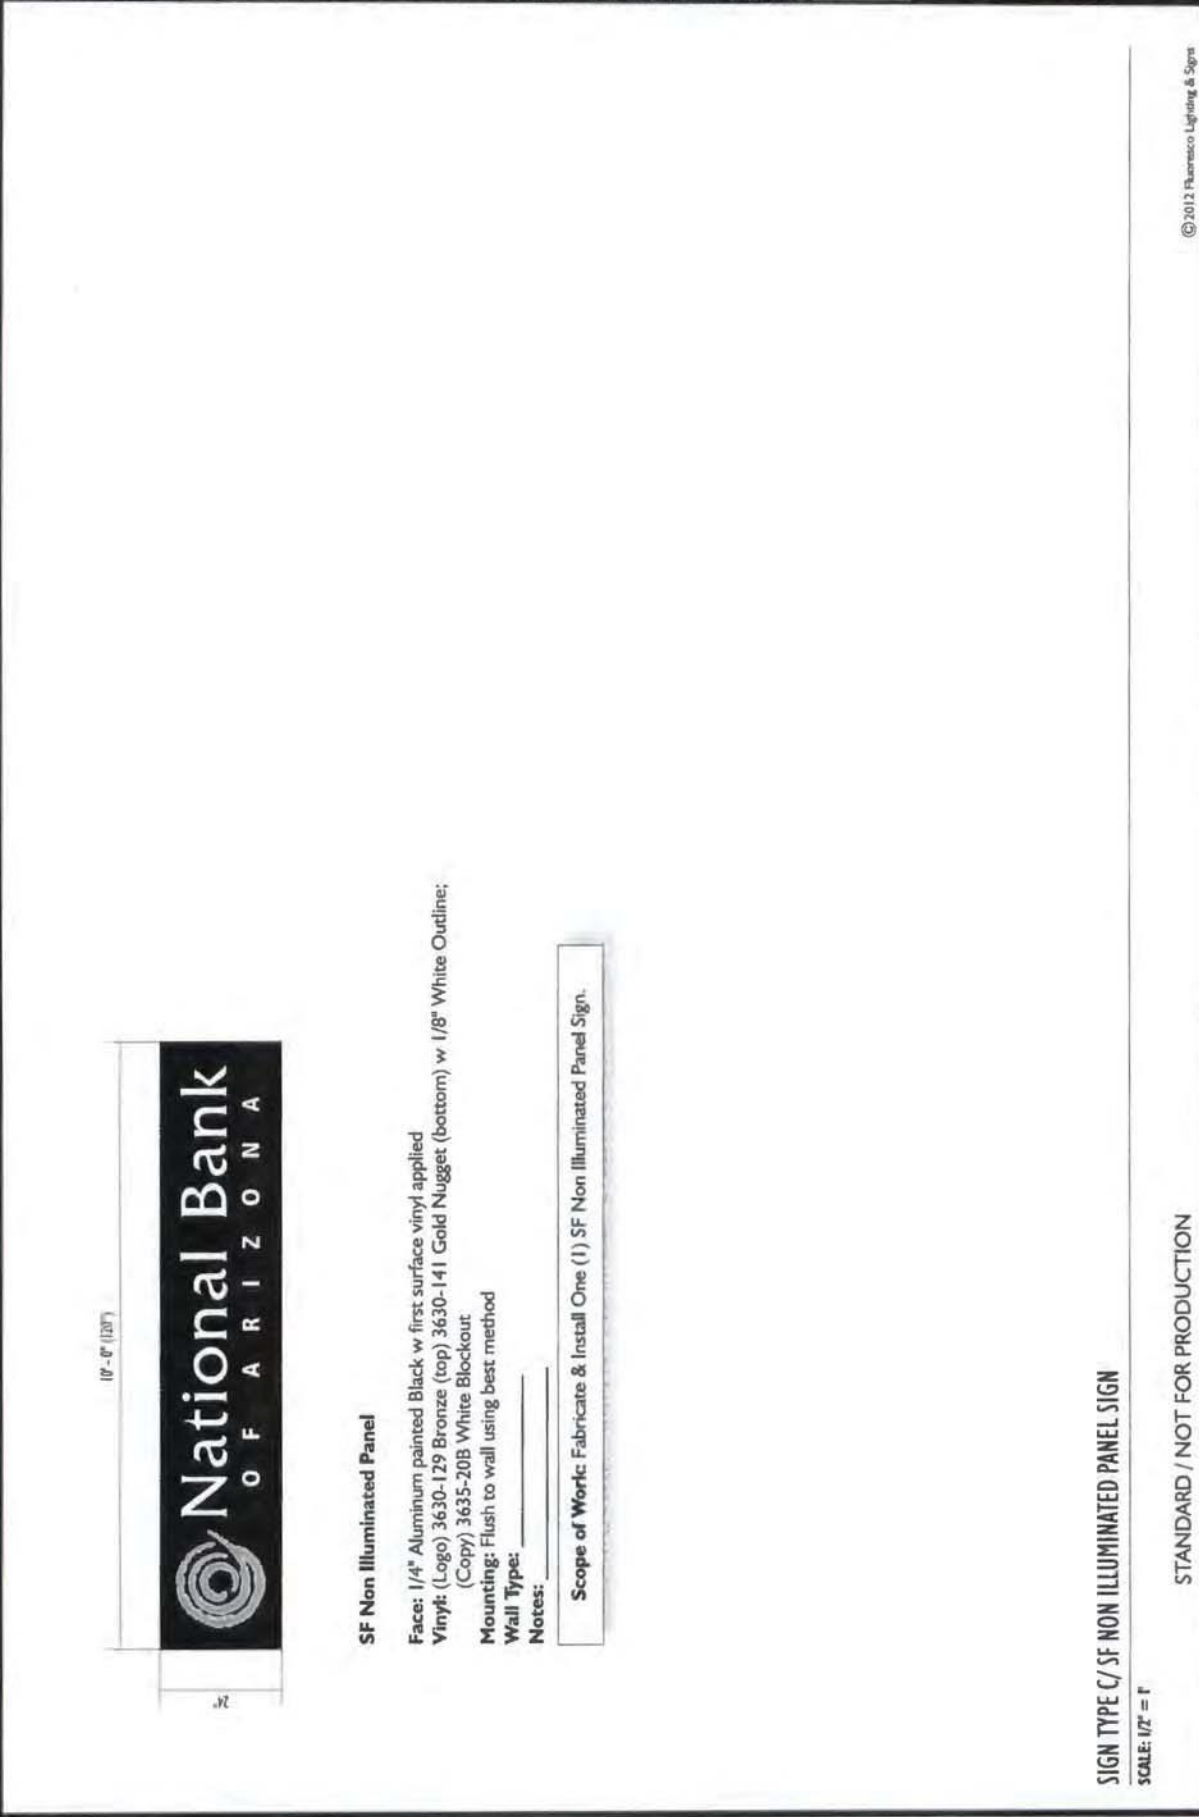 10' - 0" (120")
National Bank
OF ARIZONA
24"
SF Non Illuminated Panel
Face: 1/4" Aluminum painted Black w first surface vinyl applied
Vinyl: (Logo) 3630-129 Bronze (top) 3630-141 Gold Nugget (bottom) w 1/8" White Outline;
(Copy) 3635-20B White Blockout
Mounting: Flush to wall using best method
Wall Type:
Notes:
Scope of Work: Fabricate & Install One (1) SF Non Illuminated Panel Sign.
SIGN TYPE C/ SF NON ILLUMINATED PANEL SIGN
SCALE: 1/2" = 1'
STANDARD / NOT FOR PRODUCTION
©2012 Fluoresco Lighting & Signs